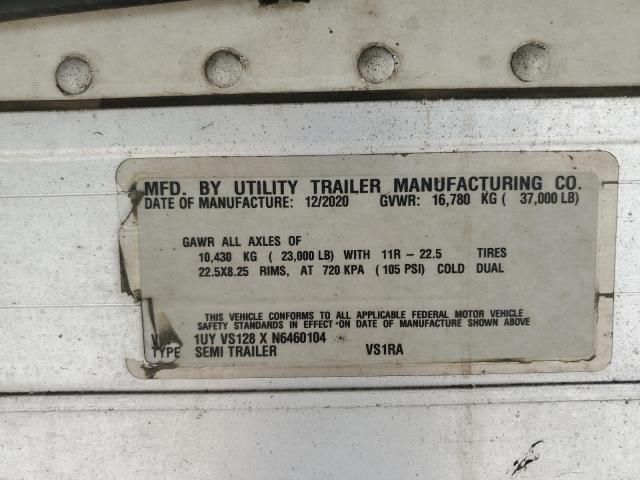 MFD. BY UTILITY TRAILER MANUFACTURING CO.
DATE OF MANUFACTURE: 12/2020 GVWR: 16,780 KG ( 37,000 LB)
GAWR ALL AXLES OF
10,430 KG ( 23,000 LB) WITH 11R - 22.5 TIRES
22.5X8.25 RIMS, AT 720 KPA ( 105 PSI) COLD DUAL
THIS VEHICLE CONFORMS TO ALL APPLICABLE FEDERAL MOTOR VEHICLE
SAFETY STANDARDS IN EFFECT ON DATE OF MANUFACTURE SHOWN ABOVE
1UY VS128 X N6460104
TYPE SEMI TRAILER VS1RA